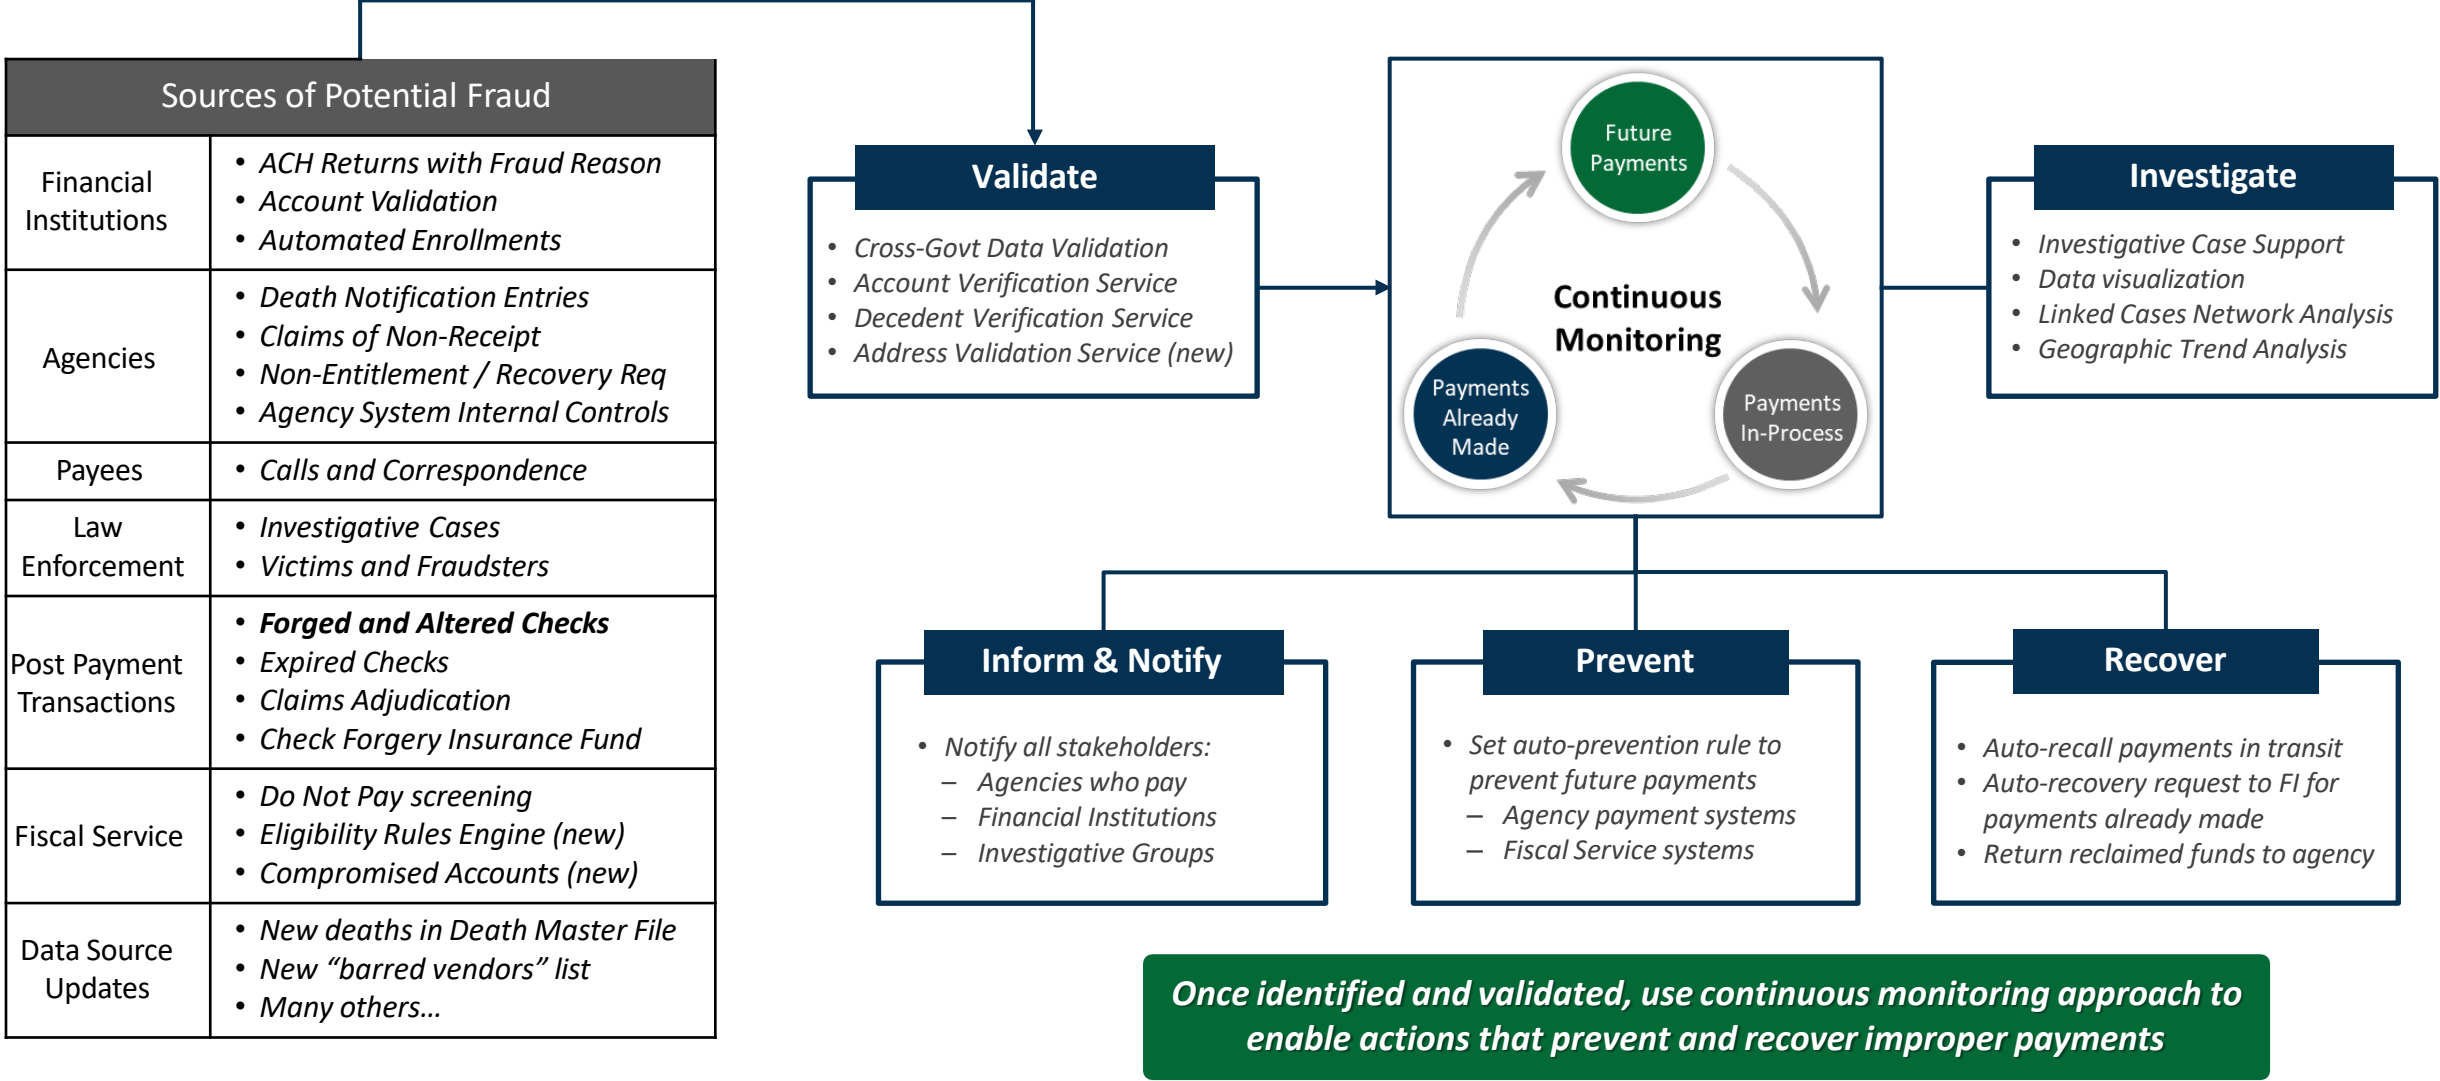 Sources of Potential Fraud
Financial
Institutions
• ACH Returns with Fraud Reason
• Account Validation
• Automated Enrollments
Agencies
• Death Notification Entries
• Claims of Non-Receipt
• Non-Entitlement / Recovery Req
• Agency System Internal Controls
Payees
• Calls and Correspondence
Law
Enforcement
• Investigative Cases
• Victims and Fraudsters
Post Payment
Transactions
• Forged and Altered Checks
• Expired Checks
• Claims Adjudication
• Check Forgery Insurance Fund
Fiscal Service
• Do Not Pay screening
• Eligibility Rules Engine (new)
• Compromised Accounts (new)
Data Source
Updates
• New deaths in Death Master File
• New “barred vendors” list
• Many others…
Validate
• Cross-Govt Data Validation
• Account Verification Service
• Decedent Verification Service
• Address Validation Service (new)
Future
Payments
Continuous
Monitoring
Payments
Already
Made
Payments
In-Process
Investigate
• Investigative Case Support
• Data visualization
• Linked Cases Network Analysis
• Geographic Trend Analysis
Inform & Notify
• Notify all stakeholders:
– Agencies who pay
– Financial Institutions
– Investigative Groups
Prevent
• Set auto-prevention rule to
prevent future payments
– Agency payment systems
– Fiscal Service systems
Recover
• Auto-recall payments in transit
• Auto-recovery request to FI for
payments already made
• Return reclaimed funds to agency
Once identified and validated, use continuous monitoring approach to
enable actions that prevent and recover improper payments